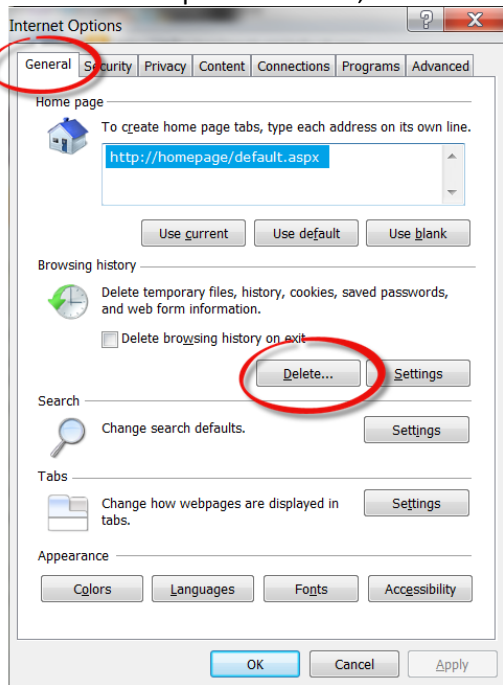 Internet Options
General Security Privacy Content Connections Programs Advanced
Home page
To create home page tabs, type each address on its own line.
http://homepage/default.aspx
Use current Use default Use blank
Browsing history
Delete temporary files, history, cookies, saved passwords,
and web form information.
Delete browsing history on exit
Delete... Settings
Search
Change search defaults. Settings
Tabs
Change how webpages are displayed in
tabs.
Settings
Appearance
Colors Languages Fonts Accessibility
OK Cancel Apply